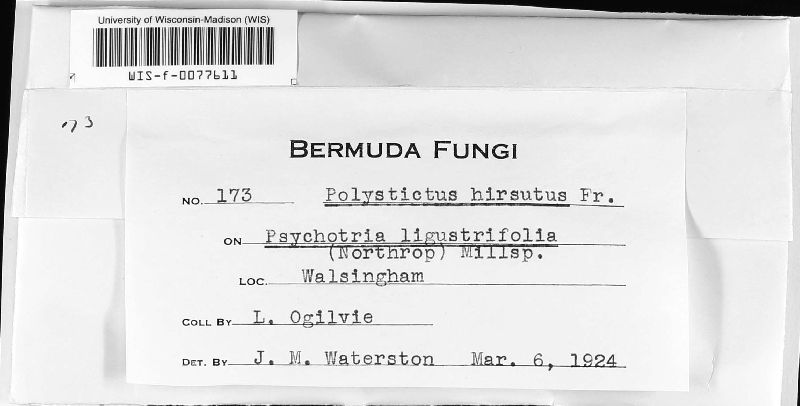 University of Wisconsin-Madison (WIS)
WIS-f-0077611
173
BERMUDA FUNGI
NO. 173 Polystictus hirsutus Fr.
ON Psychotria ligustrifolia
(Northrop) Millsp.
LOC. Walsingham
COLL BY L. Ogilvie
DET. BY J. M. Waterston Mar. 6, 1924